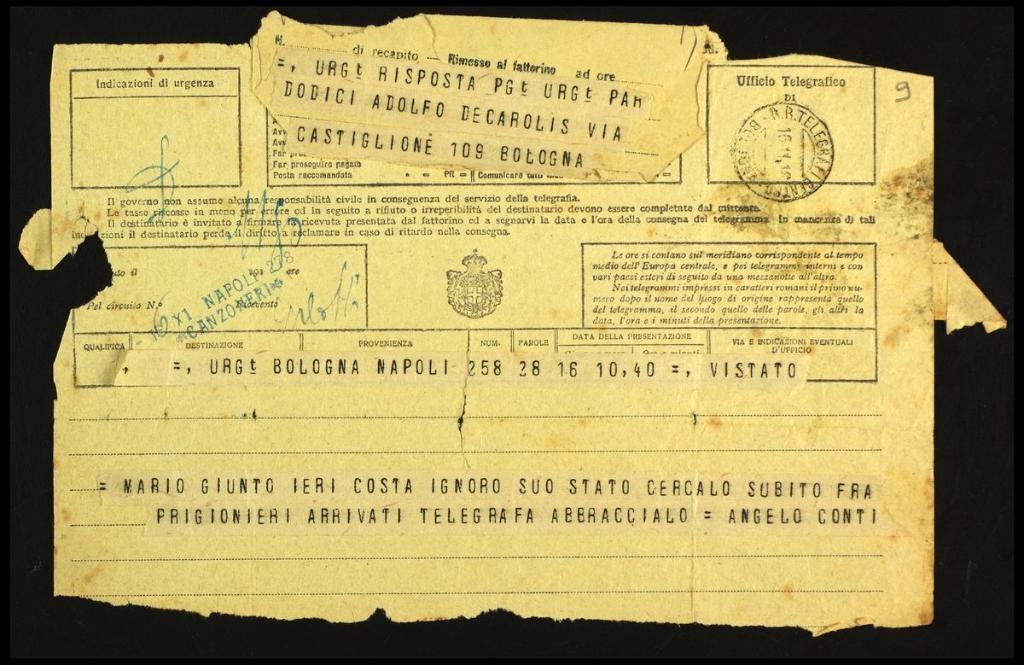 N. di recapito — Rimesso al fattorino ad ore
=, URGt RISPOSTA PGt URGt PAR
DODICI ADOLFO DECAROLIS VIA
CASTIGLIONE 109 BOLOGNA
Indicazioni di urgenza
Far proseguire pagato
Posta raccomandata = PR =
Ufficio Telegrafico
DI
9
Il governo non assume alcuna responsabilità civile in conseguenza del servizio della telegrafia.
Le tasse riscosse in meno per errore od in seguito a rifiuto o irreperibilità del destinatario devono essere completate dal mittente.
Il destinatario è invitato a firmare la ricevuta presentata dal fattorino ed a segnarvi la data e l'ora della consegna del telegramma. In mancanza di tali
zioni il destinatario perde il diritto a reclamare in caso di ritardo nella consegna.
ore
Pel circuito N.º Ricevente
XI NAPOLI 278
CANZONERI
Le ore si contano sul meridiano corrispondente al tempo
medio dell'Europa centrale, e pei telegrammi interni e con
vari paesi esteri di seguito da una mezzanotte all'altra.
Nei telegrammi impressi in caratteri romani il primo nu-
mero dopo il nome del luogo di origine rappresenta quello
del telegramma, il secondo quello delle parole, gli altri la
data, l'ora e i minuti della presentazione.
QUALIFICA DESTINAZIONE PROVENIENZA NUM. PAROLE DATA DELLA PRESENTAZIONE VIA E INDICAZIONI EVENTUALI
D'UFFICIO
, =, URGt BOLOGNA NAPOLI 258 28 16 10,40 =, VISTATO
= MARIO GIUNTO IERI COSTA IGNORO SUO STATO CERCALO SUBITO FRA
PRIGIONIERI ARRIVATI TELEGRAFA ABBRACCIALO = ANGELO CONTI